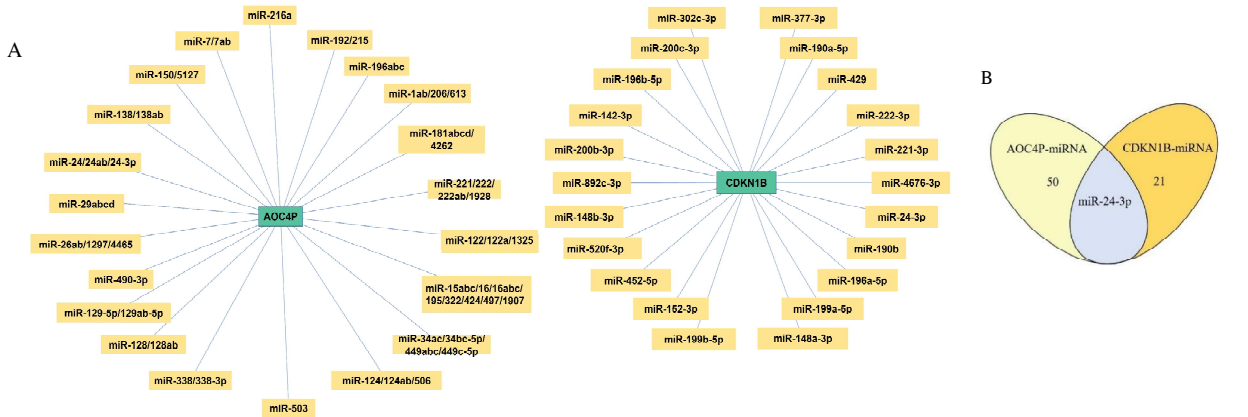 A
miR-216a
miR-7/7ab
miR-192/215
miR-150/5127
miR-196abc
miR-1ab/206/613
miR-138/138ab
miR-181abcd/
4262
miR-24/24ab/24-3p
miR-221/222/
222ab/1928
miR-29abcd
AOC4P
miR-26ab/1297/4465
miR-122/122a/1325
miR-490-3p
miR-15abc/16/16abc/
195/322/424/497/1907
miR-129-5p/129ab-5p
miR-128/128ab
miR-34ac/34bc-5p/
449abc/449c-5p
miR-338/338-3p
miR-124/124ab/506
miR-503
miR-302c-3p
miR-377-3p
miR-200c-3p
miR-190a-5p
miR-196b-5p
miR-429
miR-142-3p
miR-222-3p
miR-200b-3p
miR-221-3p
miR-892c-3p
CDKN1B
miR-4676-3p
miR-148b-3p
miR-24-3p
miR-520f-3p
miR-190b
miR-452-5p
miR-196a-5p
miR-152-3p
miR-199a-5p
miR-199b-5p
miR-148a-3p
B
AOC4P-miRNA
CDKN1B-miRNA
50
21
miR-24-3p